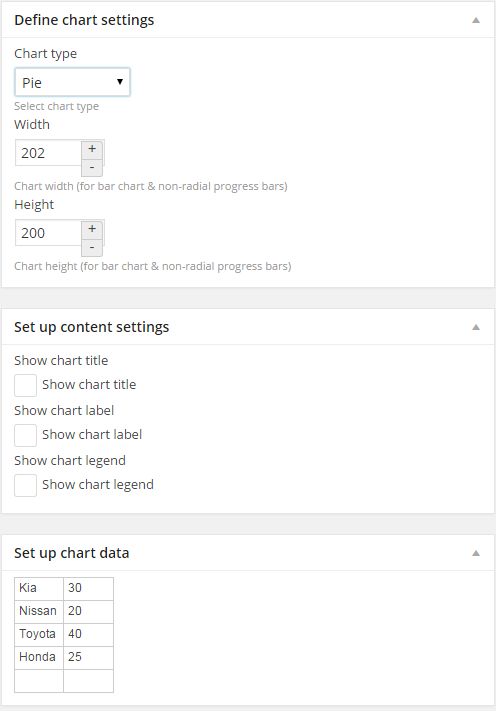 Define chart settings
Chart type
Pie
Select chart type
Width
202
+
-
Chart width (for bar chart & non-radial progress bars)
Height
200
+
-
Chart height (for bar chart & non-radial progress bars)
Set up content settings
Show chart title
Show chart title
Show chart label
Show chart label
Show chart legend
Show chart legend
Set up chart data
Kia 30
Nissan 20
Toyota 40
Honda 25